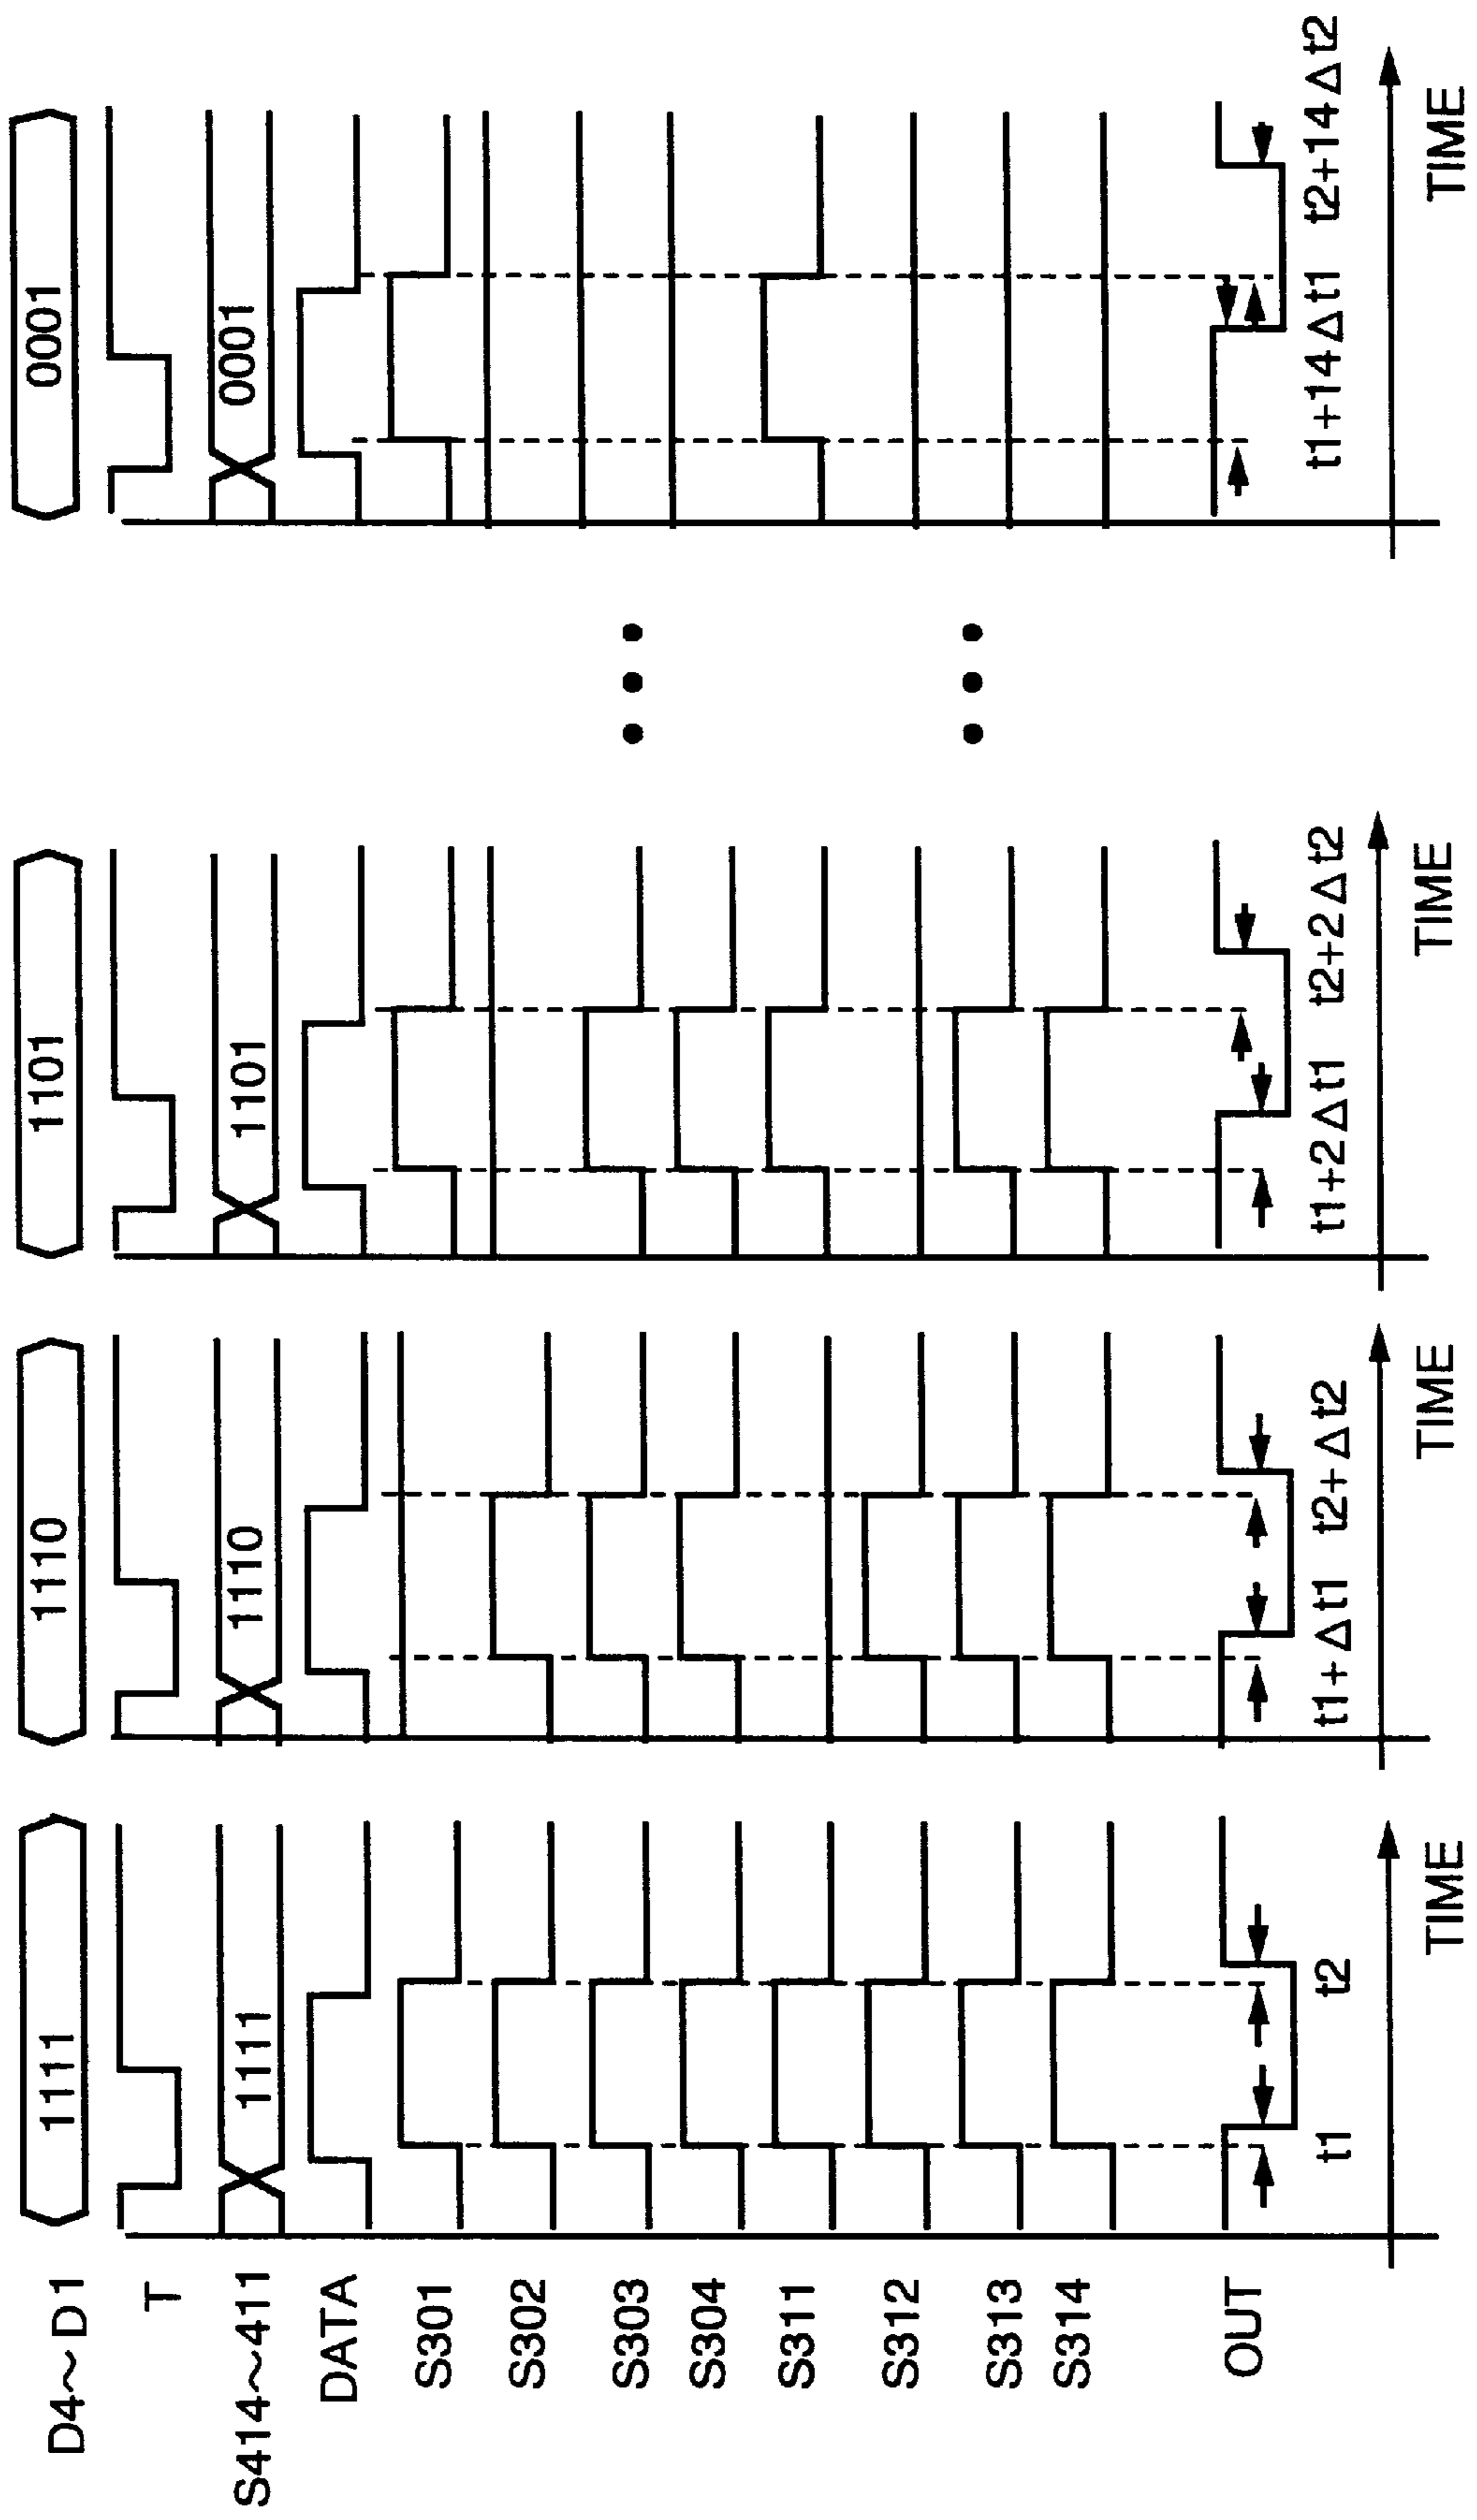 D4~D1
1111
1110
1101
0001
T
S414~411
1111
1110
1101
0001
DATA
S301
S302
S303
S304
S311
S312
S313
S314
OUT
t1
t2
t1+Δt1
t2+Δt2
t1+2Δt1
t2+2Δt2
t1+14Δt1
t2+14Δt2
TIME
TIME
TIME
TIME